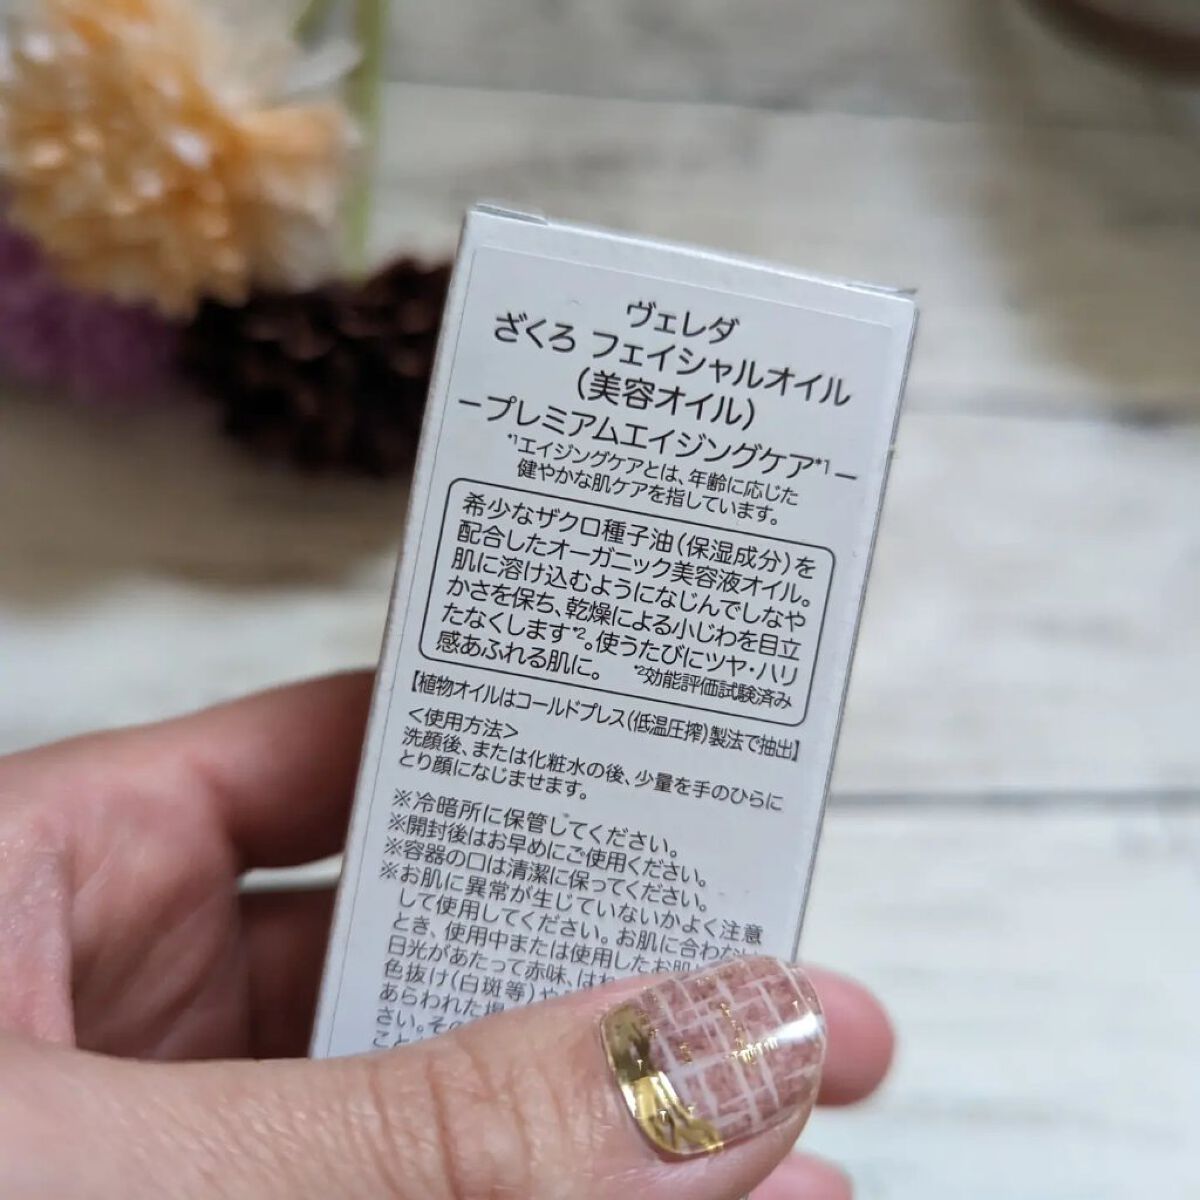 ヴェレダ
ざくろ フェイシャルオイル
(美容オイル)
ープレミアムエイジングケア*1ー
*1エイジングケアとは、年齢に応じた
健やかな肌ケアを指しています。
希少なザクロ種子油(保湿成分)を
配合したオーガニック美容液オイル。
肌に溶け込むようになじんでしなや
かさを保ち、乾燥による小じわを目立
たなくします*2。使うたびにツヤ・ハリ
感あふれる肌に。 *2効能評価試験済み
【植物オイルはコールドプレス(低温圧搾)製法で抽出】
<使用方法>
洗顔後、または化粧水の後、少量を手のひらに
とり顔になじませます。
※冷暗所に保管してください。
※開封後はお早めにご使用ください。
※容器の口は清潔に保ってください。
※お肌に異常が生じていないかよく注意
して使用してください。お肌に合わない
とき、使用中または使用したお肌に
日光があたって赤味、はれ
色抜け(白斑等)や
あらわれた場
さい。その
こと